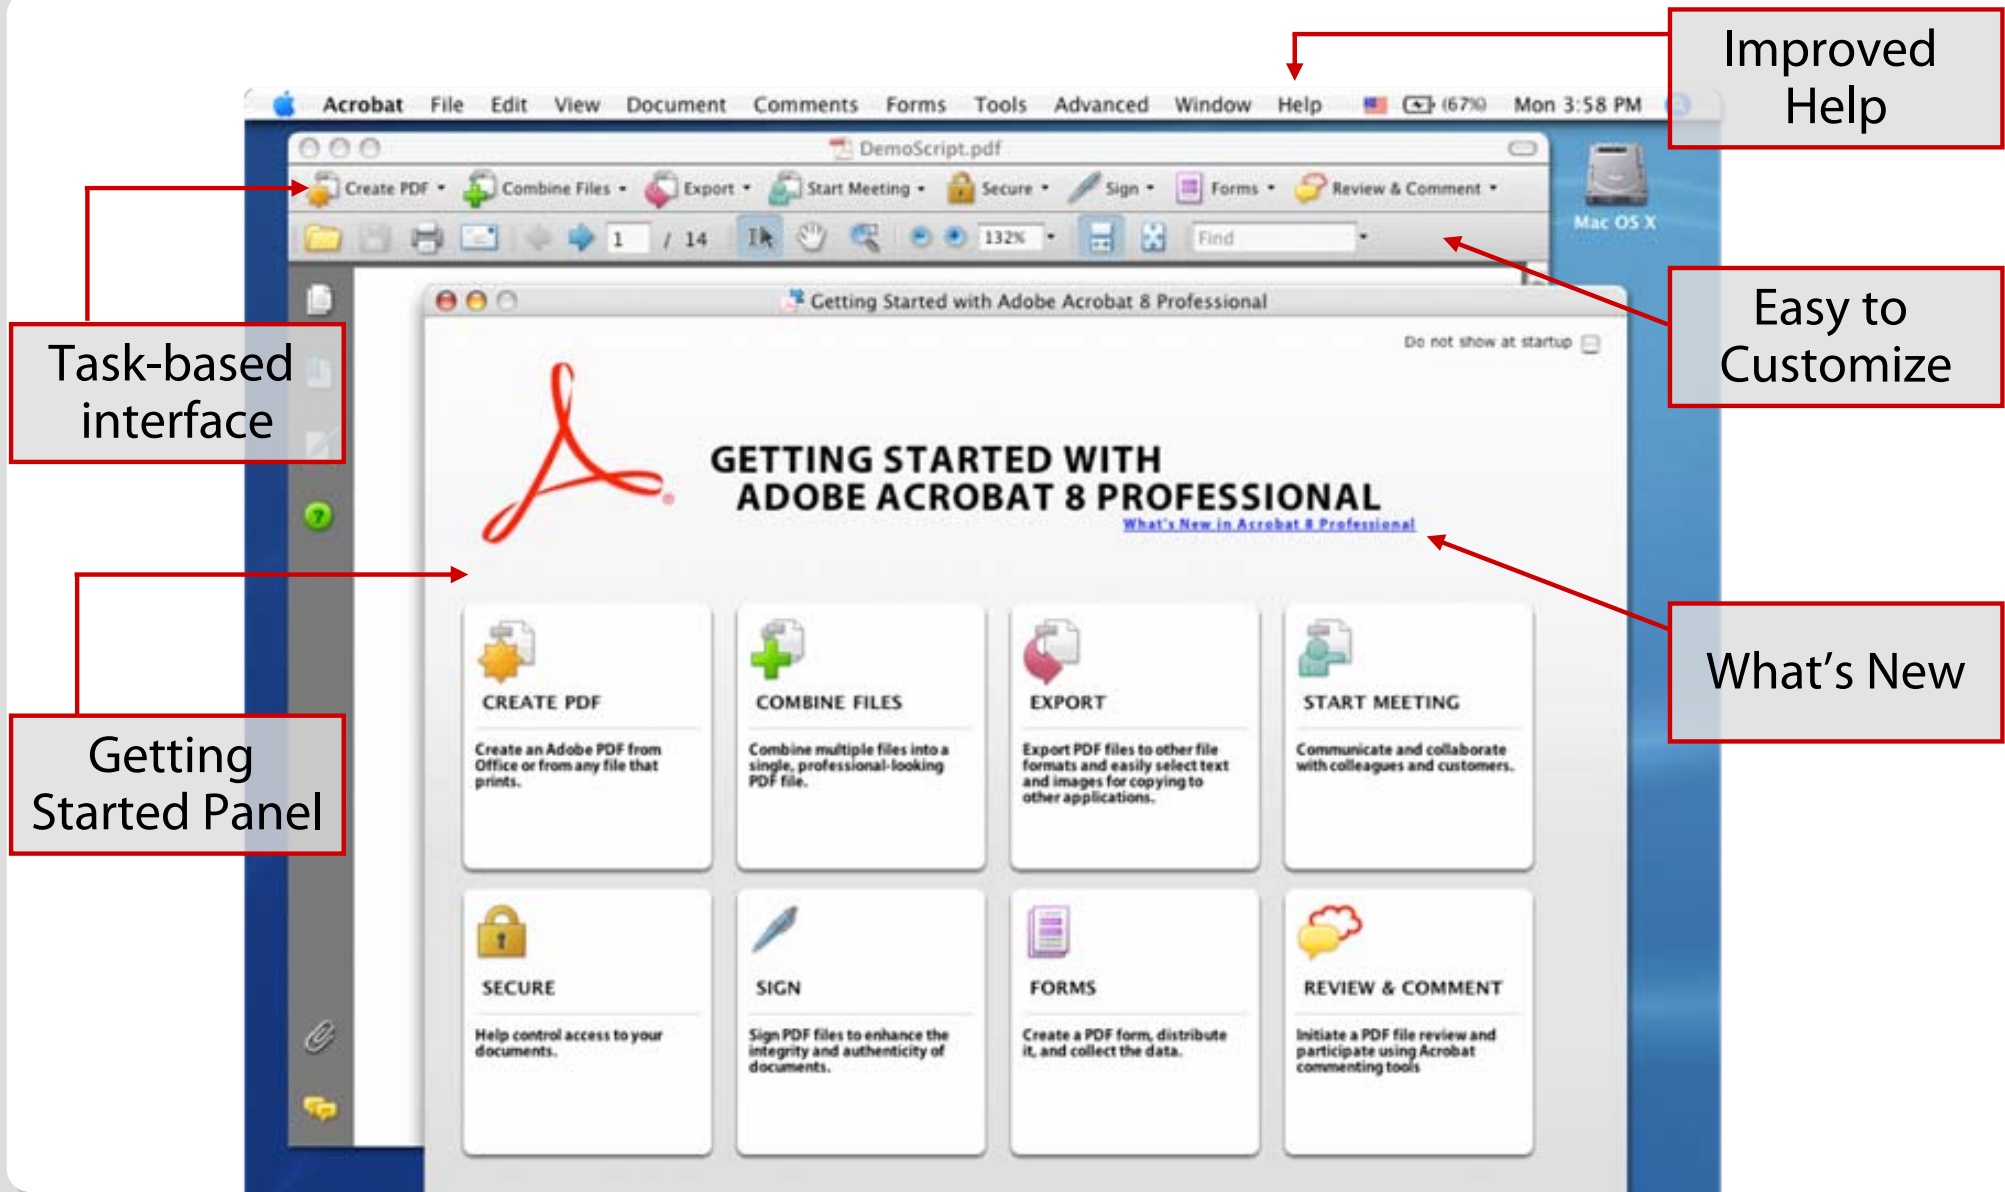 Improved
Help
Acrobat File Edit View Document Comments Forms Tools Advanced Window Help (67%) Mon 3:58 PM
DemoScript.pdf
Create PDF Combine Files Export Start Meeting Secure Sign Forms Review & Comment
1 / 14 132% Find
Mac OS X
Getting Started with Adobe Acrobat 8 Professional
Easy to
Customize
Do not show at startup
Task-based
interface
GETTING STARTED WITH
ADOBE ACROBAT 8 PROFESSIONAL
What's New in Acrobat 8 Professional
What's New
Getting
Started Panel
CREATE PDF
Create an Adobe PDF from
Office or from any file that
prints.
COMBINE FILES
Combine multiple files into a
single, professional-looking
PDF file.
EXPORT
Export PDF files to other file
formats and easily select text
and images for copying to
other applications.
START MEETING
Communicate and collaborate
with colleagues and customers.
SECURE
Help control access to your
documents.
SIGN
Sign PDF files to enhance the
integrity and authenticity of
documents.
FORMS
Create a PDF form, distribute
it, and collect the data.
REVIEW & COMMENT
Initiate a PDF file review and
participate using Acrobat
commenting tools